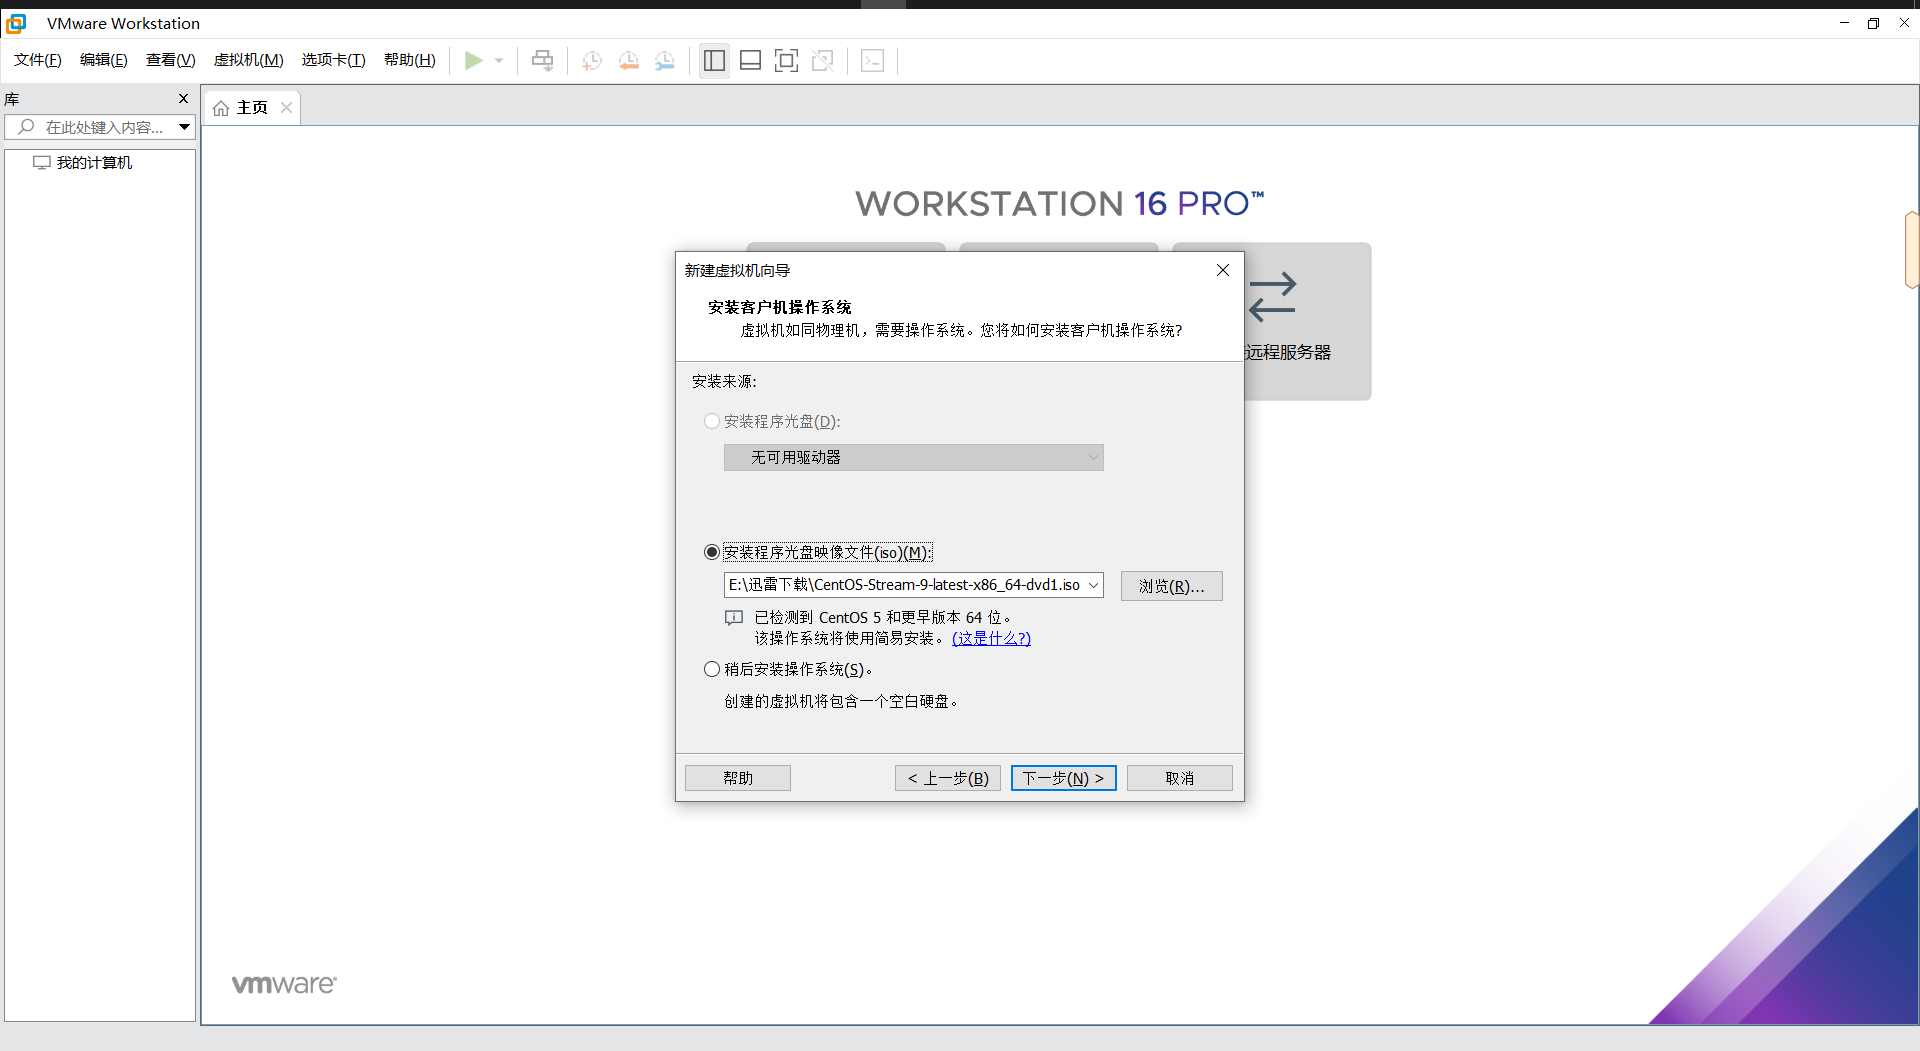 VMware Workstation
文件(F) 编辑(E) 查看(V) 虚拟机(M) 选项卡(T) 帮助(H)
库
主页
在此处键入内容...
我的计算机
WORKSTATION 16 PRO™
新建虚拟机向导
安装客户机操作系统
虚拟机如同物理机，需要操作系统。您将如何安装客户机操作系统?
远程服务器
安装来源:
安装程序光盘(D):
无可用驱动器
安装程序光盘映像文件(iso)(M):
E:\迅雷下载\CentOS-Stream-9-latest-x86_64-dvd1.iso
浏览(R)...
已检测到 CentOS 5 和更早版本 64 位。
该操作系统将使用简易安装。(这是什么?)
稍后安装操作系统(S)。
创建的虚拟机将包含一个空白硬盘。
帮助 < 上一步(B) 下一步(N) > 取消
vmware